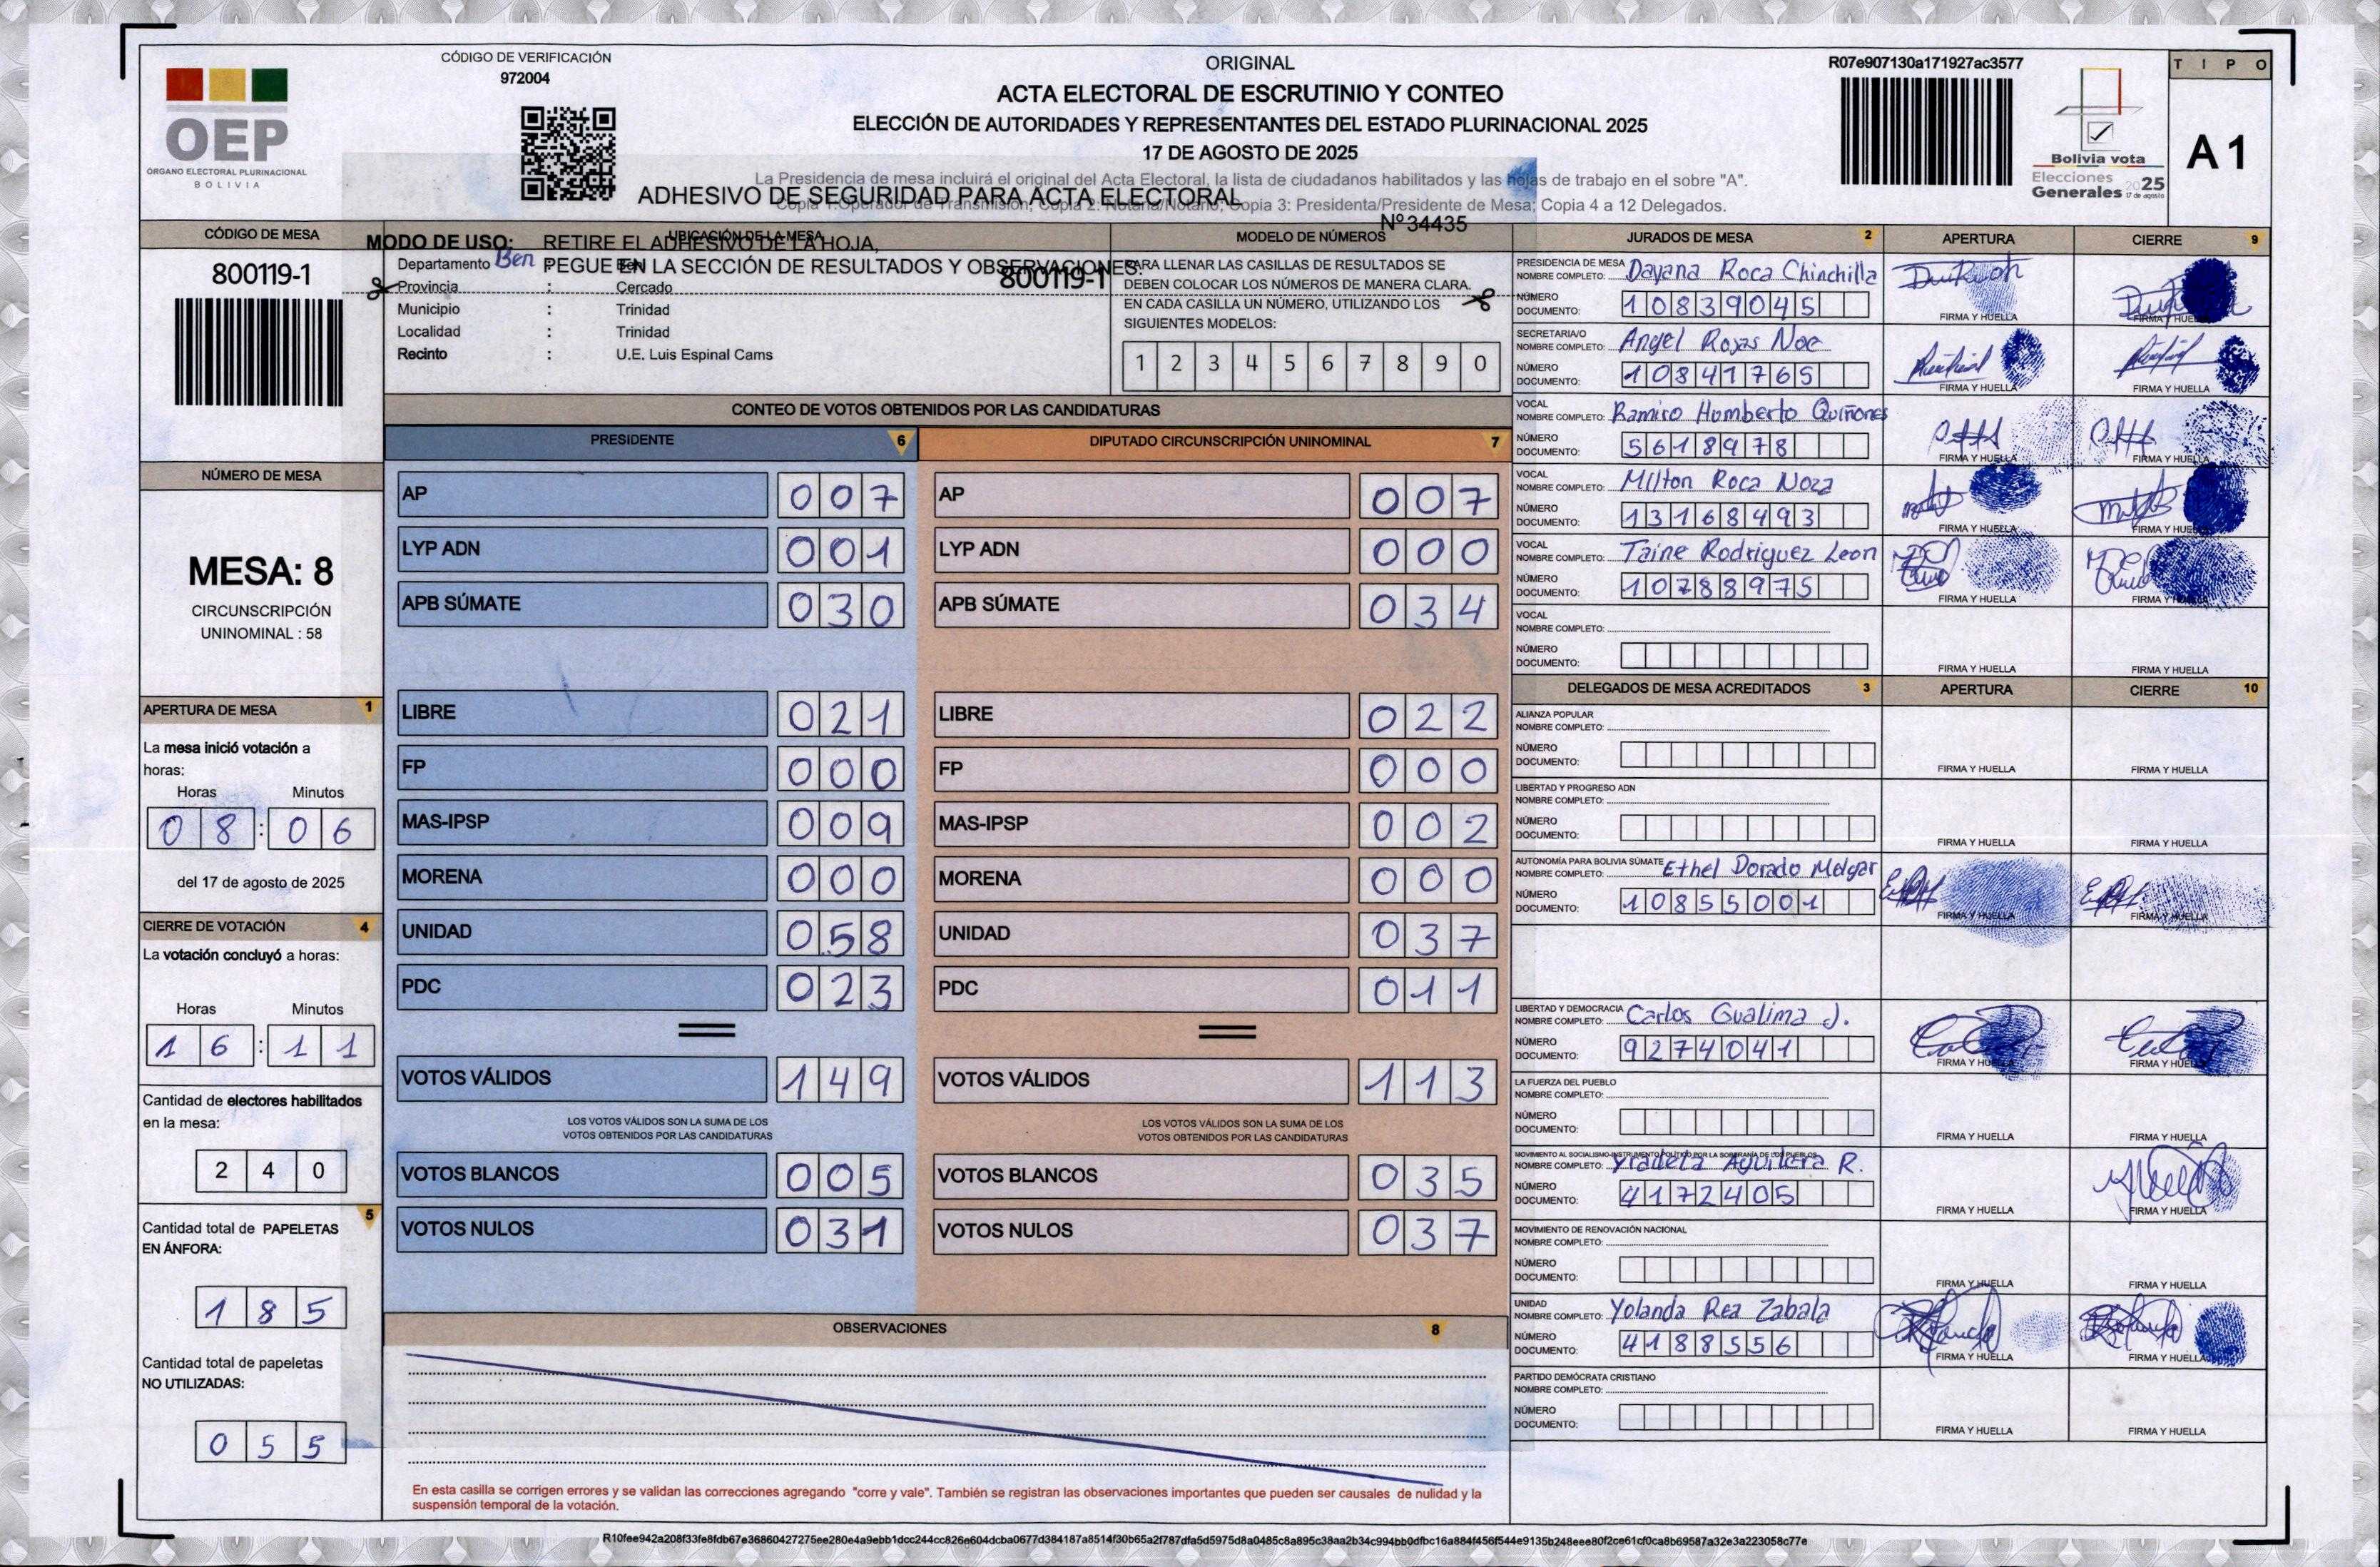 CÓDIGO DE VERIFICACIÓN
972004
OEP
ÓRGANO ELECTORAL PLURINACIONAL
BOLIVIA
ORIGINAL
ACTA ELECTORAL DE ESCRUTINIO Y CONTEO
ELECCIÓN DE AUTORIDADES Y REPRESENTANTES DEL ESTADO PLURINACIONAL 2025
17 DE AGOSTO DE 2025
La Presidencia de mesa incluirá el original del Acta Electoral, la lista de ciudadanos habilitados y las hojas de trabajo en el sobre "A".
Copia 1:Operador de Transmisión; Copia 2: Notaria/Notario; Copia 3: Presidenta/Presidente de Mesa; Copia 4 a 12 Delegados.
R07e907130a171927ac3577
Bolivia vota
Elecciones
Generales 2025
17 de agosto
TIPO
A1
ADHESIVO DE SEGURIDAD PARA ACTA ELECTORAL
Nº 34435
MODO DE USO: RETIRE EL ADHESIVO DE LA HOJA,
PEGUE EN LA SECCIÓN DE RESULTADOS Y OBSERVACIONES.
800119-1
CÓDIGO DE MESA
800119-1
NÚMERO DE MESA
MESA: 8
CIRCUNSCRIPCIÓN
UNINOMINAL : 58
APERTURA DE MESA 1
La mesa inició votación a
horas:
Horas Minutos
08:06
del 17 de agosto de 2025
CIERRE DE VOTACIÓN 4
La votación concluyó a horas:
Horas Minutos
16:11
Cantidad de electores habilitados
en la mesa:
240
5
Cantidad total de PAPELETAS
EN ÁNFORA:
185
Cantidad total de papeletas
NO UTILIZADAS:
055
UBICACIÓN DE LA MESA
Departamento Ben : Beni
Provincia : Cercado
Municipio : Trinidad
Localidad : Trinidad
Recinto : U.E. Luis Espinal Cams
MODELO DE NÚMEROS
PARA LLENAR LAS CASILLAS DE RESULTADOS SE
DEBEN COLOCAR LOS NÚMEROS DE MANERA CLARA.
EN CADA CASILLA UN NÚMERO, UTILIZANDO LOS
SIGUIENTES MODELOS:
1 2 3 4 5 6 7 8 9 0
CONTEO DE VOTOS OBTENIDOS POR LAS CANDIDATURAS
PRESIDENTE 6
AP 007
LYP ADN 001
APB SÚMATE 030
LIBRE 021
FP 000
MAS-IPSP 009
MORENA 000
UNIDAD 058
PDC 023
VOTOS VÁLIDOS 149
LOS VOTOS VÁLIDOS SON LA SUMA DE LOS
VOTOS OBTENIDOS POR LAS CANDIDATURAS
VOTOS BLANCOS 005
VOTOS NULOS 031
DIPUTADO CIRCUNSCRIPCIÓN UNINOMINAL 7
AP 007
LYP ADN 000
APB SÚMATE 034
LIBRE 022
FP 000
MAS-IPSP 002
MORENA 000
UNIDAD 037
PDC 011
VOTOS VÁLIDOS 113
LOS VOTOS VÁLIDOS SON LA SUMA DE LOS
VOTOS OBTENIDOS POR LAS CANDIDATURAS
VOTOS BLANCOS 035
VOTOS NULOS 037
OBSERVACIONES 8
En esta casilla se corrigen errores y se validan las correcciones agregando "corre y vale". También se registran las observaciones importantes que pueden ser causales de nulidad y la
suspensión temporal de la votación.
JURADOS DE MESA 2 APERTURA CIERRE 9
PRESIDENCIA DE MESA
NOMBRE COMPLETO: Dayana Roca Chinchilla
NÚMERO
DOCUMENTO: 10839045
FIRMA Y HUELLA FIRMA Y HUELLA
SECRETARIA/O
NOMBRE COMPLETO: Angel Rojas Noe
NÚMERO
DOCUMENTO: 10841765
FIRMA Y HUELLA FIRMA Y HUELLA
VOCAL
NOMBRE COMPLETO: Ramiro Humberto Quiñones
NÚMERO
DOCUMENTO: 5618978
FIRMA Y HUELLA FIRMA Y HUELLA
VOCAL
NOMBRE COMPLETO: Milton Roca Noza
NÚMERO
DOCUMENTO: 13168493
FIRMA Y HUELLA FIRMA Y HUELLA
VOCAL
NOMBRE COMPLETO: Taine Rodriguez Leon
NÚMERO
DOCUMENTO: 10788975
FIRMA Y HUELLA FIRMA Y HUELLA
VOCAL
NOMBRE COMPLETO:
NÚMERO
DOCUMENTO:
FIRMA Y HUELLA FIRMA Y HUELLA
DELEGADOS DE MESA ACREDITADOS 3 APERTURA CIERRE 10
ALIANZA POPULAR
NOMBRE COMPLETO:
NÚMERO
DOCUMENTO:
FIRMA Y HUELLA FIRMA Y HUELLA
LIBERTAD Y PROGRESO ADN
NOMBRE COMPLETO:
NÚMERO
DOCUMENTO:
FIRMA Y HUELLA FIRMA Y HUELLA
AUTONOMÍA PARA BOLIVIA SÚMATE
NOMBRE COMPLETO: Ethel Dorado Melgar
NÚMERO
DOCUMENTO: 10855001
FIRMA Y HUELLA FIRMA Y HUELLA
LIBERTAD Y DEMOCRACIA
NOMBRE COMPLETO: Carlos Gualima J.
NÚMERO
DOCUMENTO: 9274041
FIRMA Y HUELLA FIRMA Y HUELLA
LA FUERZA DEL PUEBLO
NOMBRE COMPLETO:
NÚMERO
DOCUMENTO:
FIRMA Y HUELLA FIRMA Y HUELLA
MOVIMIENTO AL SOCIALISMO-INSTRUMENTO POLÍTICO POR LA SOBERANÍA DE LOS PUEBLOS
NOMBRE COMPLETO: Aguilera R.
NÚMERO
DOCUMENTO: 4172405
FIRMA Y HUELLA FIRMA Y HUELLA
MOVIMIENTO DE RENOVACIÓN NACIONAL
NOMBRE COMPLETO:
NÚMERO
DOCUMENTO:
FIRMA Y HUELLA FIRMA Y HUELLA
UNIDAD
NOMBRE COMPLETO: Yolanda Rea Zabala
NÚMERO
DOCUMENTO: 4188556
FIRMA Y HUELLA FIRMA Y HUELLA
PARTIDO DEMÓCRATA CRISTIANO
NOMBRE COMPLETO:
NÚMERO
DOCUMENTO:
FIRMA Y HUELLA FIRMA Y HUELLA